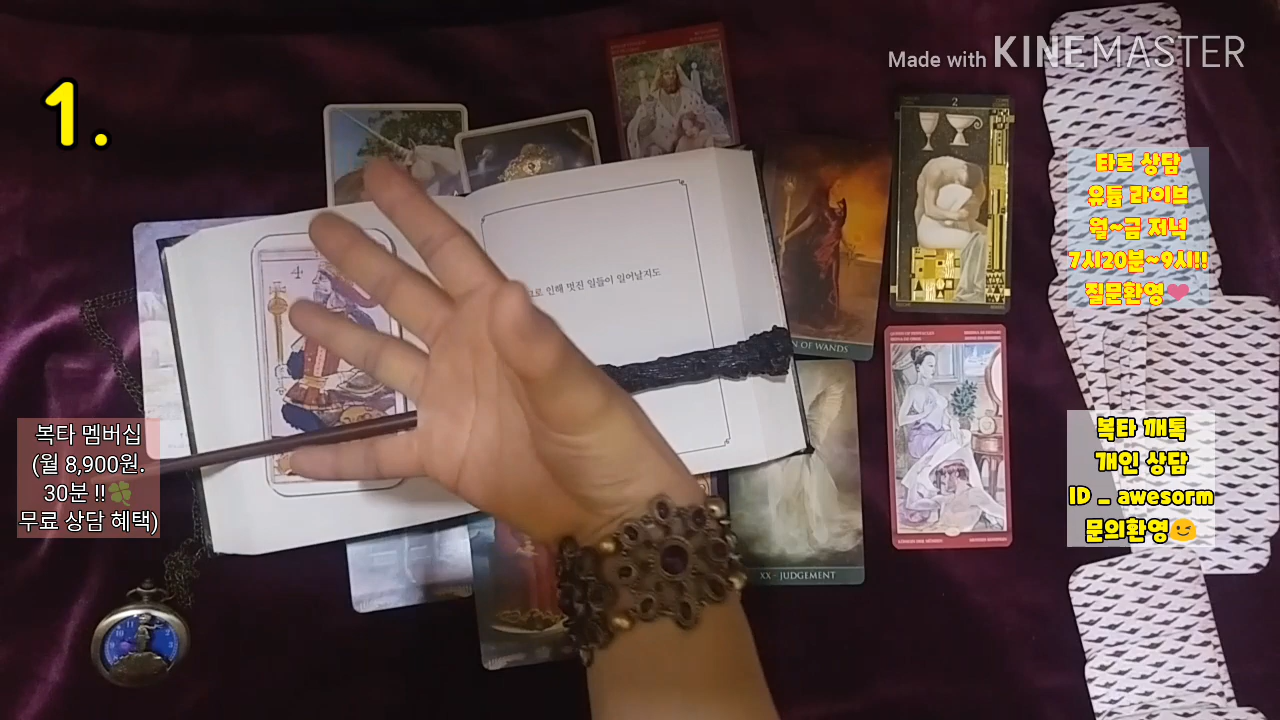 Made with KINEMASTER
1.
2
타로 상담
유튭 라이브
월~금 저녁
7시20분~9시!!
질문환영❤
4
인해 멋진 일들이 일어날지도
OF WANDS
복타 멤버십
(월 8,900원.
30분 !!🍀
무료 상담 혜택)
복타 깨톡
개인 상담
ID _ awesorm
문의환영😉
XX - JUDGEMENT